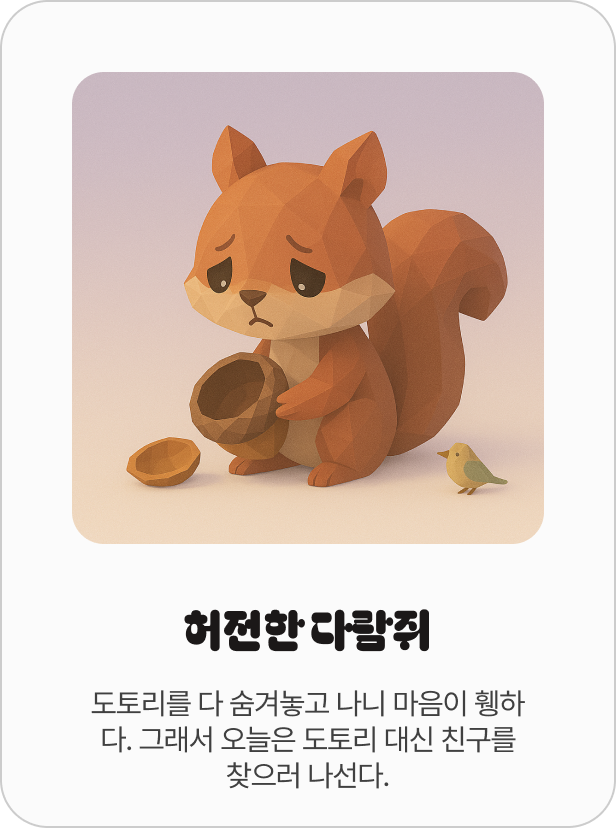 허전한 다람쥐
도토리를 다 숨겨놓고 나니 마음이 휑하
다. 그래서 오늘은 도토리 대신 친구를
찾으러 나선다.